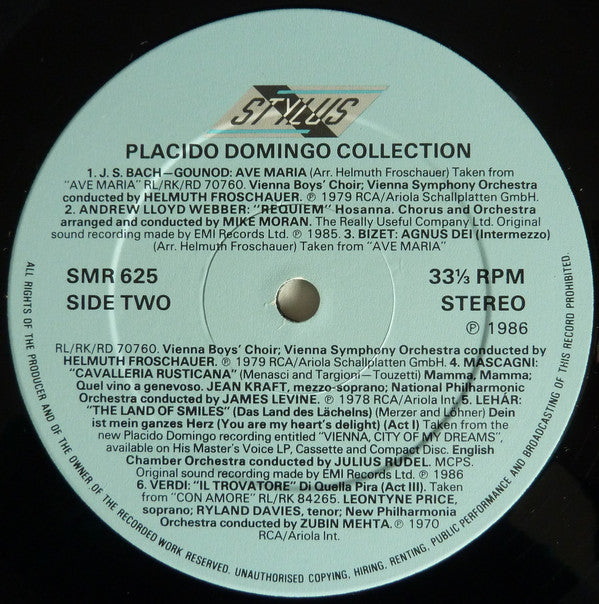 STYLUS
PLACIDO DOMINGO COLLECTION
1. J. S. BACH – GOUNOD: AVE MARIA (Arr. Helmuth Froschauer) Taken from
"AVE MARIA" RL/RK/RD 70760. Vienna Boys' Choir; Vienna Symphony Orchestra
conducted by HELMUTH FROSCHAUER. ℗ 1979 RCA/Ariola Schallplatten GmbH.
2. ANDREW LLOYD WEBBER: "REQUIEM" Hosanna. Chorus and Orchestra
arranged and conducted by MIKE MORAN. The Really Useful Company Ltd. Original
sound recording made by EMI Records Ltd. ℗ 1985. 3. BIZET: AGNUS DEI (Intermezzo)
(Arr. Helmuth Froschauer) Taken from "AVE MARIA"
SMR 625
SIDE TWO
33⅓ RPM
STEREO
℗ 1986
RL/RK/RD 70760. Vienna Boys' Choir; Vienna Symphony Orchestra conducted by
HELMUTH FROSCHAUER. ℗ 1979 RCA/Ariola Schallplatten GmbH. 4. MASCAGNI:
"CAVALLERIA RUSTICANA" (Menasci and Targioni–Touzetti) Mamma, Mamma;
Quel vino a genevoso. JEAN KRAFT, mezzo-soprano; National Philharmonic
Orchestra conducted by JAMES LEVINE. ℗ 1978 RCA/Ariola Int. 5. LEHÁR:
"THE LAND OF SMILES" (Das Land des Lächelns) (Merzer and Lohner) Dein
ist mein ganzes Herz (You are my heart's delight) (Act I) Taken from the
new Placido Domingo recording entitled "VIENNA, CITY OF MY DREAMS",
available on His Master's Voice LP, Cassette and Compact Disc. English
Chamber Orchestra conducted by JULIUS RUDEL. MCPS.
Original sound recording made by EMI Records Ltd. ℗ 1986
6. VERDI: "IL TROVATORE" Di Quella Pira (Act III). Taken
from "CON AMORE" RL/RK 84265. LEONTYNE PRICE,
soprano; RYLAND DAVIES, tenor; New Philharmonia
Orchestra conducted by ZUBIN MEHTA. ℗ 1970
RCA/Ariola Int.
ALL RIGHTS OF THE PRODUCER AND OF THE OWNER OF THE RECORDED WORK RESERVED. UNAUTHORISED COPYING, HIRING, RENTING, PUBLIC PERFORMANCE AND BROADCASTING OF THIS RECORD PROHIBITED.